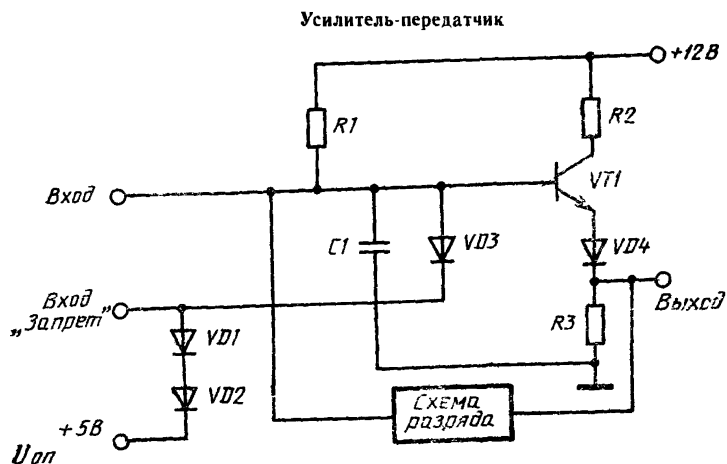 Усилитель-передатчик
+12В
R1
R2
Вход
VT1
C1
VD3
VD4
Вход
„Запрет"
Выход
VD1
R3
VD2
+5В
Uоп
Схема
разряда